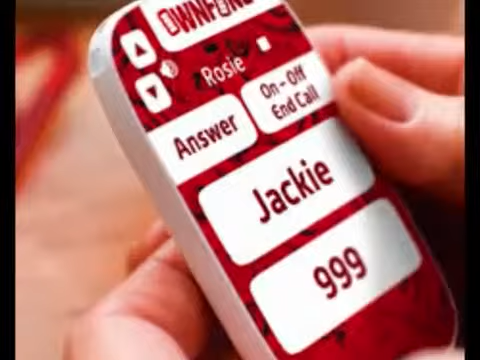 OWNFONE
Rosie
Answer
On - Off
End Call
Jackie
999